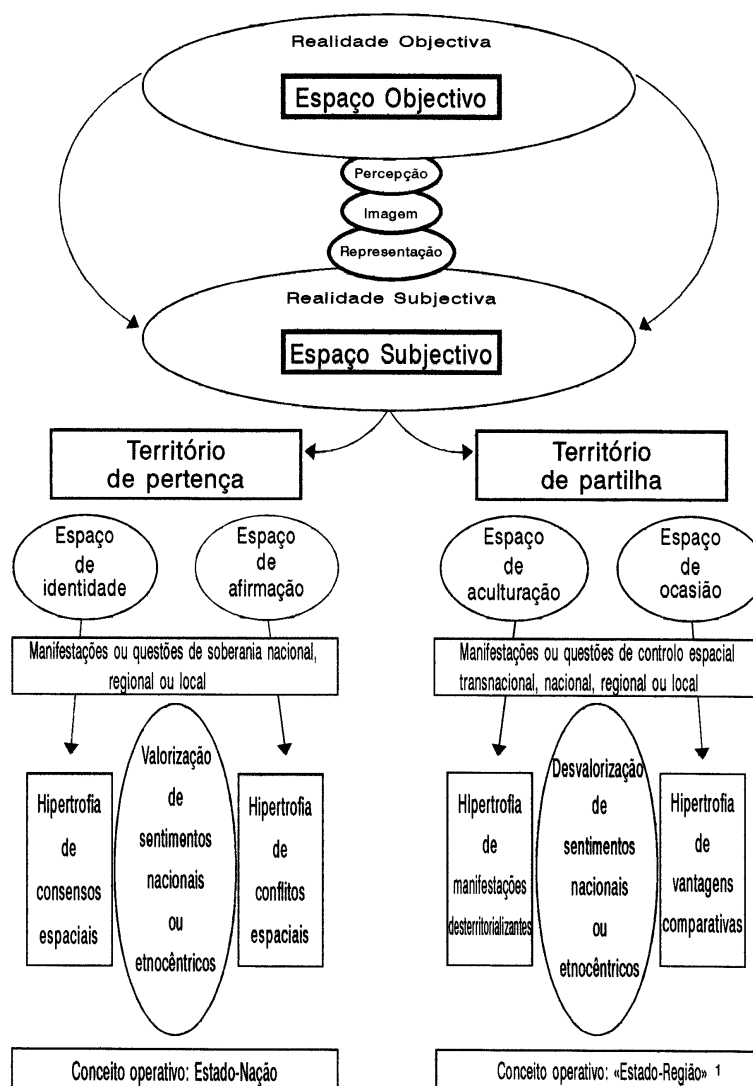 Realidade Objectiva
Espaço Objectivo
Percepção
Imagem
Representação
Realidade Subjectiva
Espaço Subjectivo
Território
de pertença
Território
de partilha
Espaço
de
identidade
Espaço
de
afirmação
Espaço
de
aculturação
Espaço
de
ocasião
Manifestações ou questões de soberania nacional,
regional ou local
Manifestações ou questões de controlo espacial
transnacional, nacional, regional ou local
Hipertrofia
de
consensos
espaciais
Valorização
de
sentimentos
nacionais
ou
etnocêntricos
Hipertrofia
de
conflitos
espaciais
HIpertrofia
de
manifestações
desterritorializantes
Desvalorização
de
sentimentos
nacionais
ou
etnocêntricos
Hipertrofia
de
vantagens
comparativas
Conceito operativo: Estado-Nação
Conceito operativo: «Estado-Região» 1